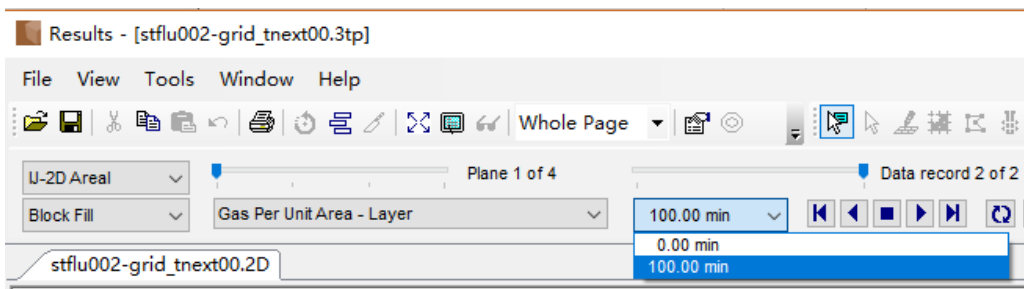 Results - [stflu002-grid_tnext00.3tp]
File View Tools Window Help
Whole Page
IJ-2D Areal Plane 1 of 4 Data record 2 of 2
Block Fill Gas Per Unit Area - Layer 100.00 min
0.00 min
stflu002-grid_tnext00.2D 100.00 min